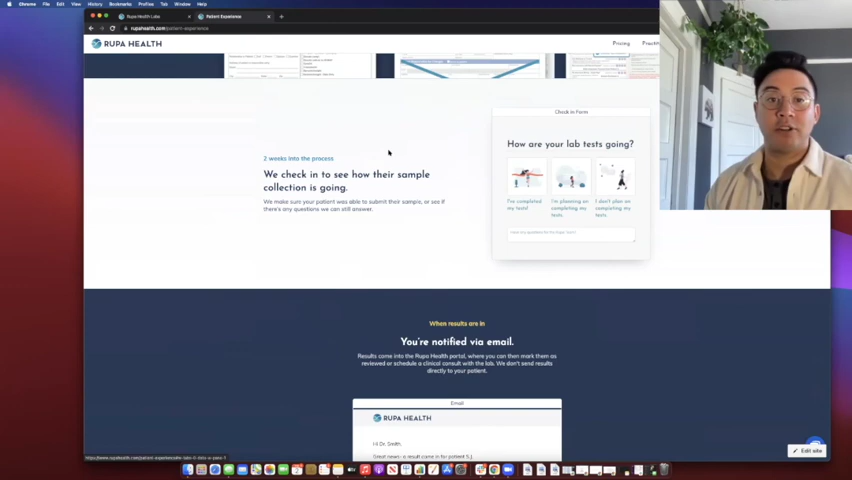 Chrome File Edit View History Bookmarks Profiles Tab Window Help
Rupa Health Labs
Patient Experience
rupahealth.com/patient-experience
RUPA HEALTH
Pricing
Check in Form
How are your lab tests going?
2 weeks into the process
We check in to see how their sample
collection is going.
We make sure your patient was able to submit their sample, or see if
there's any questions we can still answer.
I've completed
my tests!
I'm planning on
completing my
tests.
I don't plan on
completing my
tests.
When results are in
You're notified via email.
Results come into the Rupa Health portal, where you can then mark them as
reviewed or schedule a clinical consult with the lab. We don't send results
directly to your patient.
Email
RUPA HEALTH
Hi Dr. Smith,
Great news- a result came in for patient S.J.
Edit site